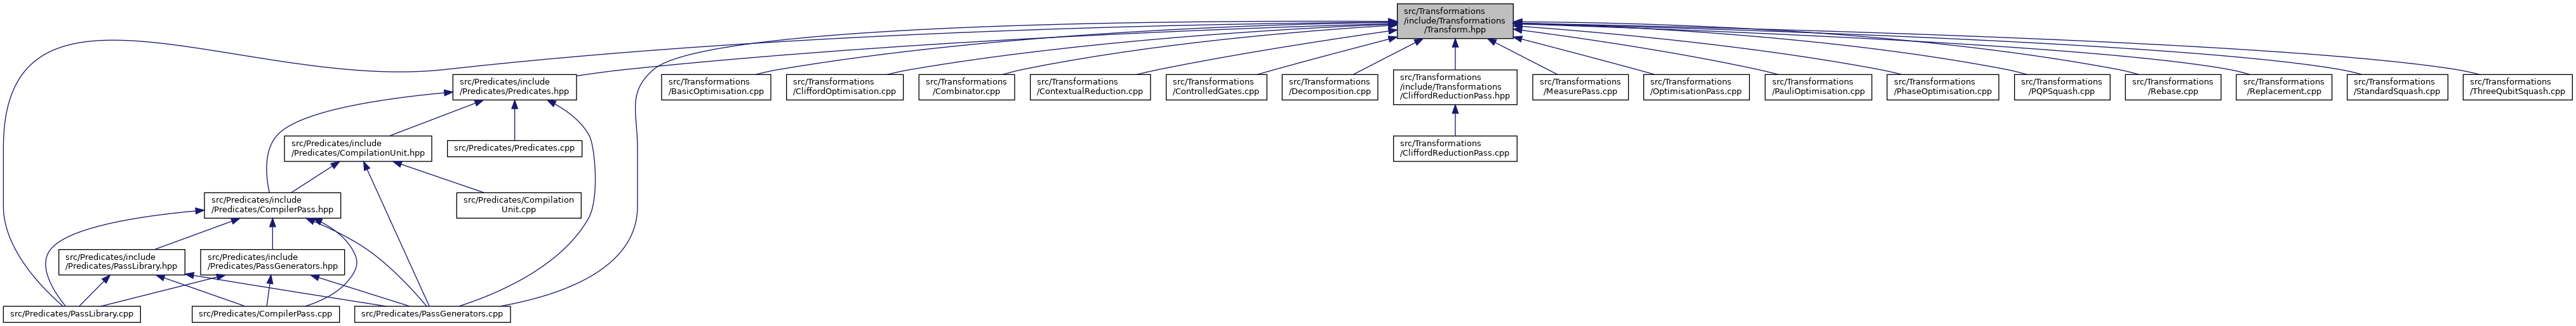 src/Transformations
/include/Transformations
/Transform.hpp
src/Predicates/include
/Predicates/Predicates.hpp
src/Transformations
/BasicOptimisation.cpp
src/Transformations
/CliffordOptimisation.cpp
src/Transformations
/Combinator.cpp
src/Transformations
/ContextualReduction.cpp
src/Transformations
/ControlledGates.cpp
src/Transformations
/Decomposition.cpp
src/Transformations
/include/Transformations
/CliffordReductionPass.hpp
src/Transformations
/MeasurePass.cpp
src/Transformations
/OptimisationPass.cpp
src/Transformations
/PauliOptimisation.cpp
src/Transformations
/PhaseOptimisation.cpp
src/Transformations
/PQPSquash.cpp
src/Transformations
/Rebase.cpp
src/Transformations
/Replacement.cpp
src/Transformations
/StandardSquash.cpp
src/Transformations
/ThreeQubitSquash.cpp
src/Predicates/include
/Predicates/CompilationUnit.hpp
src/Predicates/Predicates.cpp
src/Transformations
/CliffordReductionPass.cpp
src/Predicates/include
/Predicates/CompilerPass.hpp
src/Predicates/Compilation
Unit.cpp
src/Predicates/include
/Predicates/PassLibrary.hpp
src/Predicates/include
/Predicates/PassGenerators.hpp
src/Predicates/PassLibrary.cpp
src/Predicates/CompilerPass.cpp
src/Predicates/PassGenerators.cpp